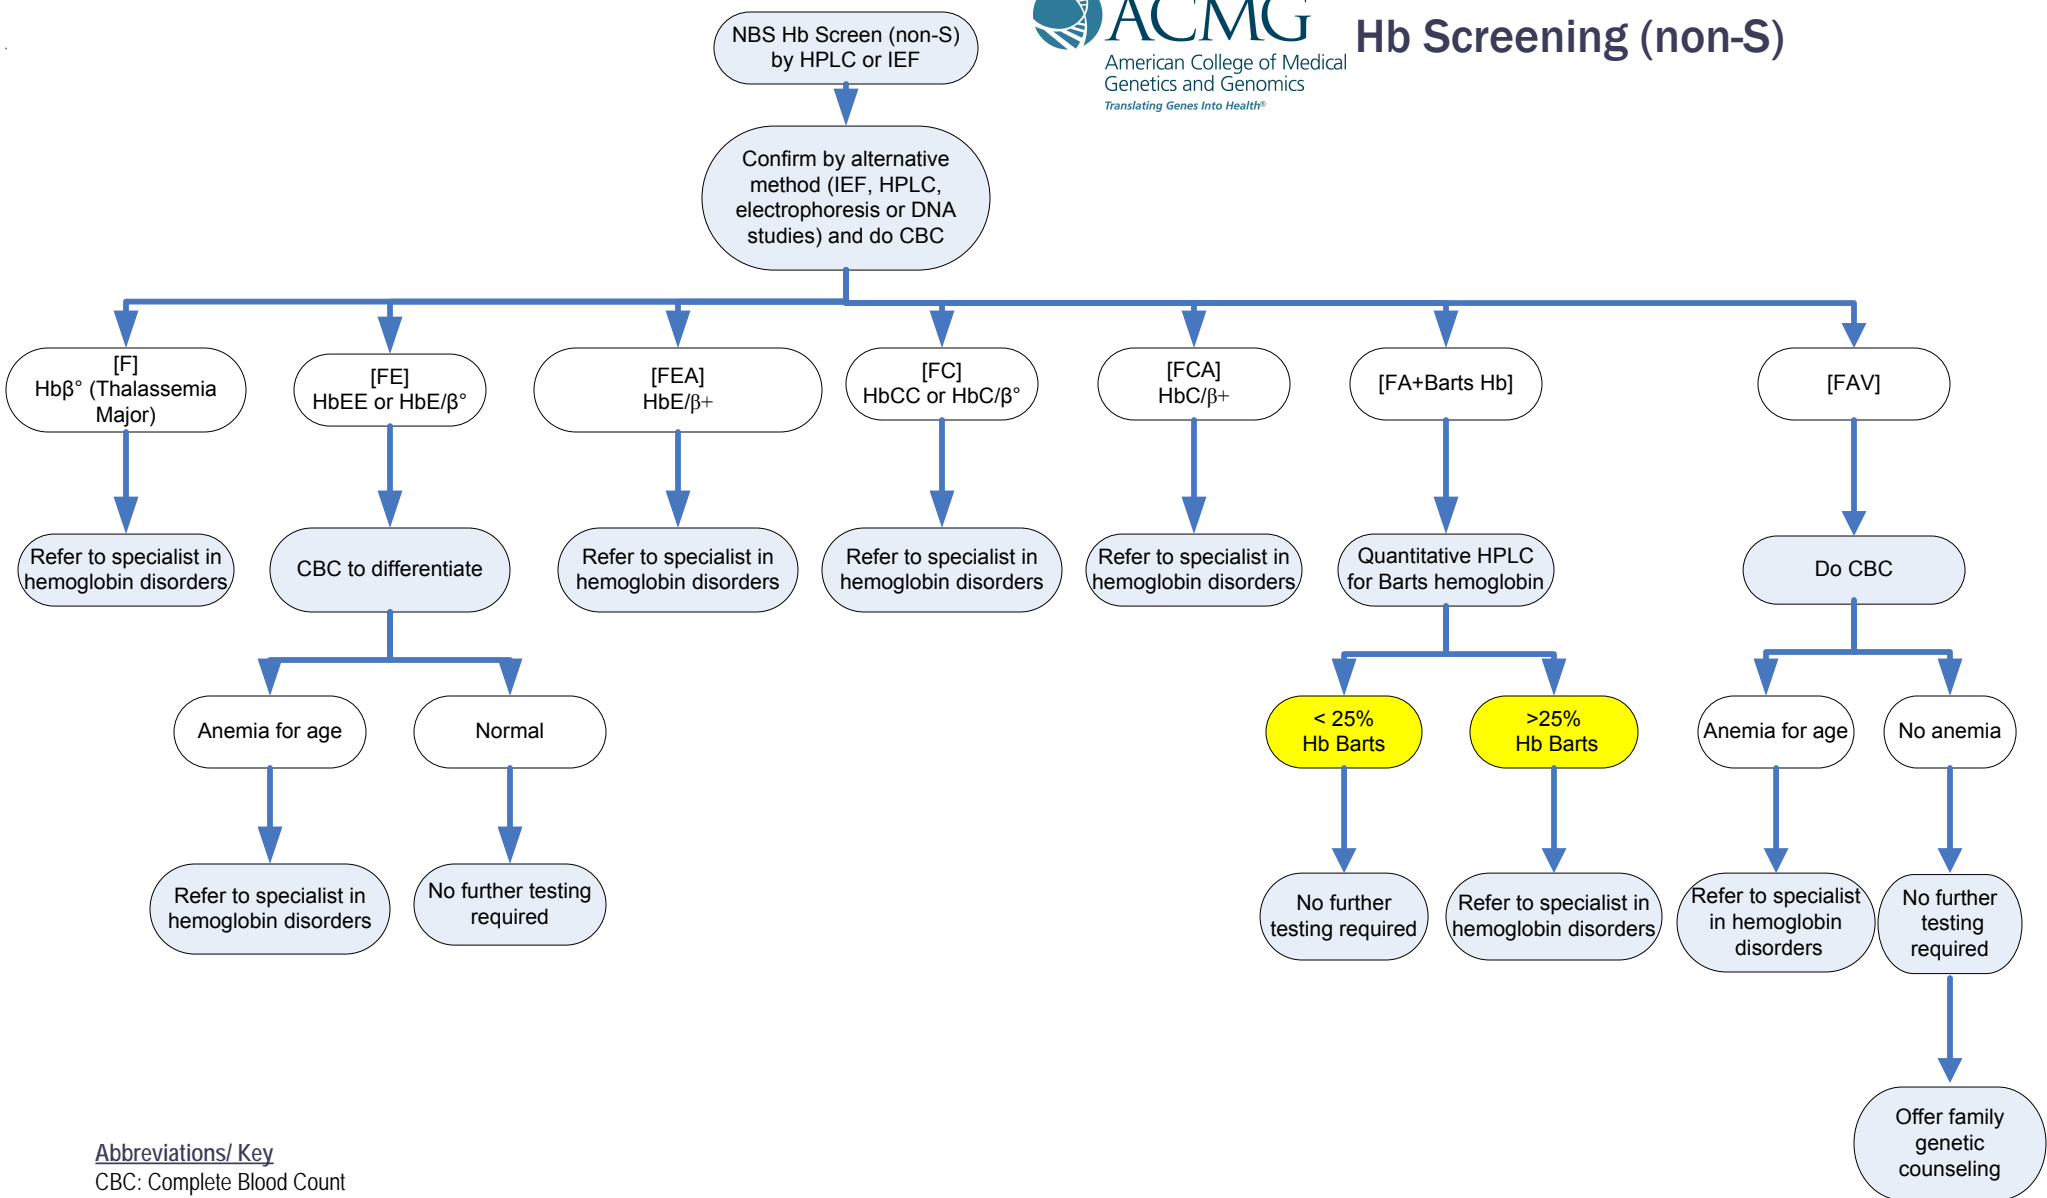 NBS Hb Screen (non-S)
by HPLC or IEF
ACMG
American College of Medical
Genetics and Genomics
Translating Genes Into Health®
Hb Screening (non-S)
Confirm by alternative
method (IEF, HPLC,
electrophoresis or DNA
studies) and do CBC
[F]
Hbβ° (Thalassemia
Major)
[FE]
HbEE or HbE/β°
[FEA]
HbE/β+
[FC]
HbCC or HbC/β°
[FCA]
HbC/β+
[FA+Barts Hb]
[FAV]
Refer to specialist in
hemoglobin disorders
CBC to differentiate
Refer to specialist in
hemoglobin disorders
Refer to specialist in
hemoglobin disorders
Refer to specialist in
hemoglobin disorders
Quantitative HPLC
for Barts hemoglobin
Do CBC
Anemia for age
Normal
< 25%
Hb Barts
>25%
Hb Barts
Anemia for age
No anemia
Refer to specialist in
hemoglobin disorders
No further testing
required
No further
testing required
Refer to specialist in
hemoglobin disorders
Refer to specialist
in hemoglobin
disorders
No further
testing
required
Offer family
genetic
counseling
Abbreviations/ Key
CBC: Complete Blood Count